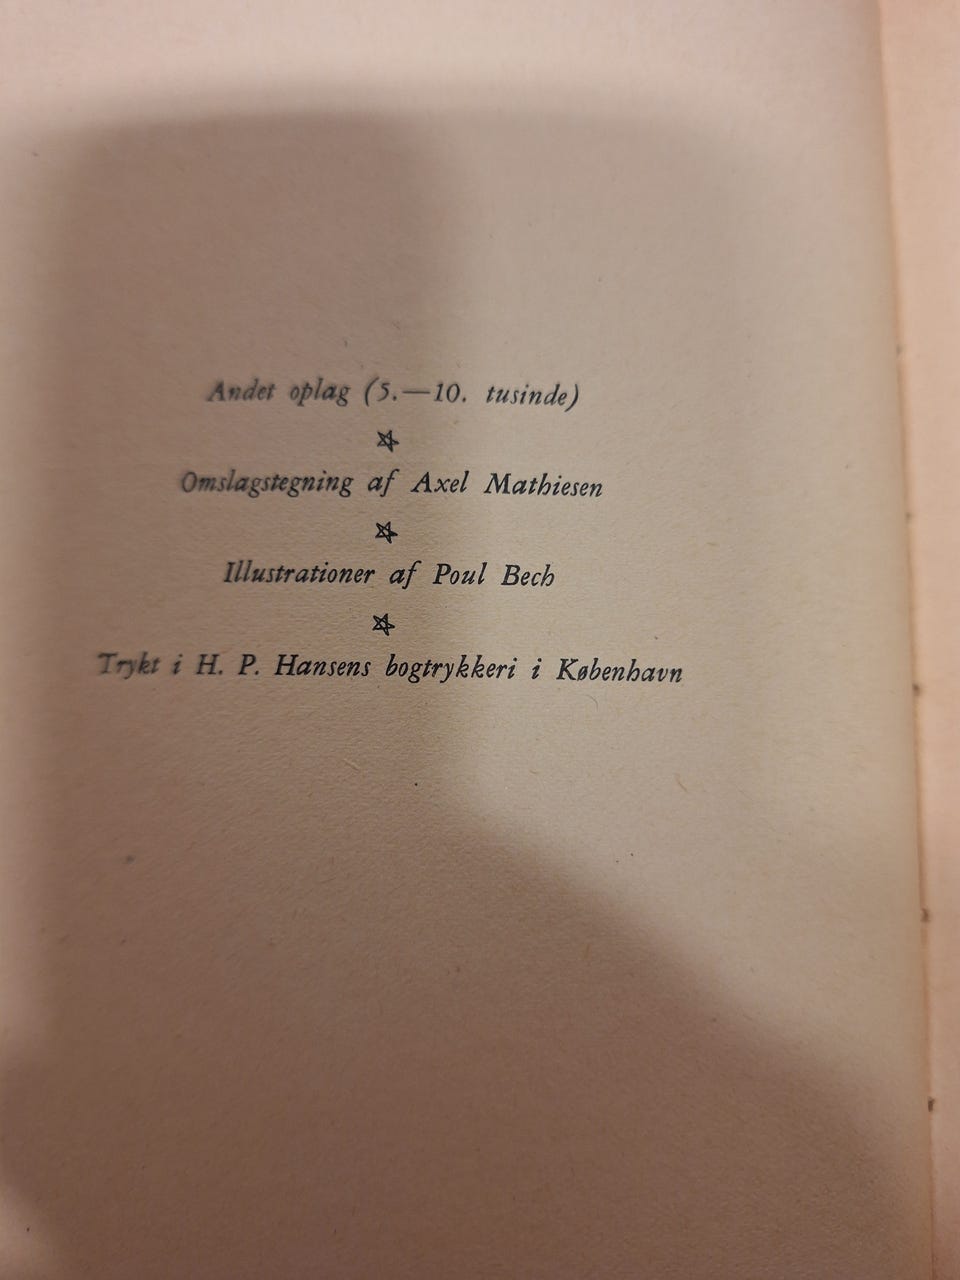 Andet oplag (5.—10. tusinde)
Omslagstegning af Axel Mathiesen
Illustrationer af Poul Bech
Trykt i H. P. Hansens bogtrykkeri i København